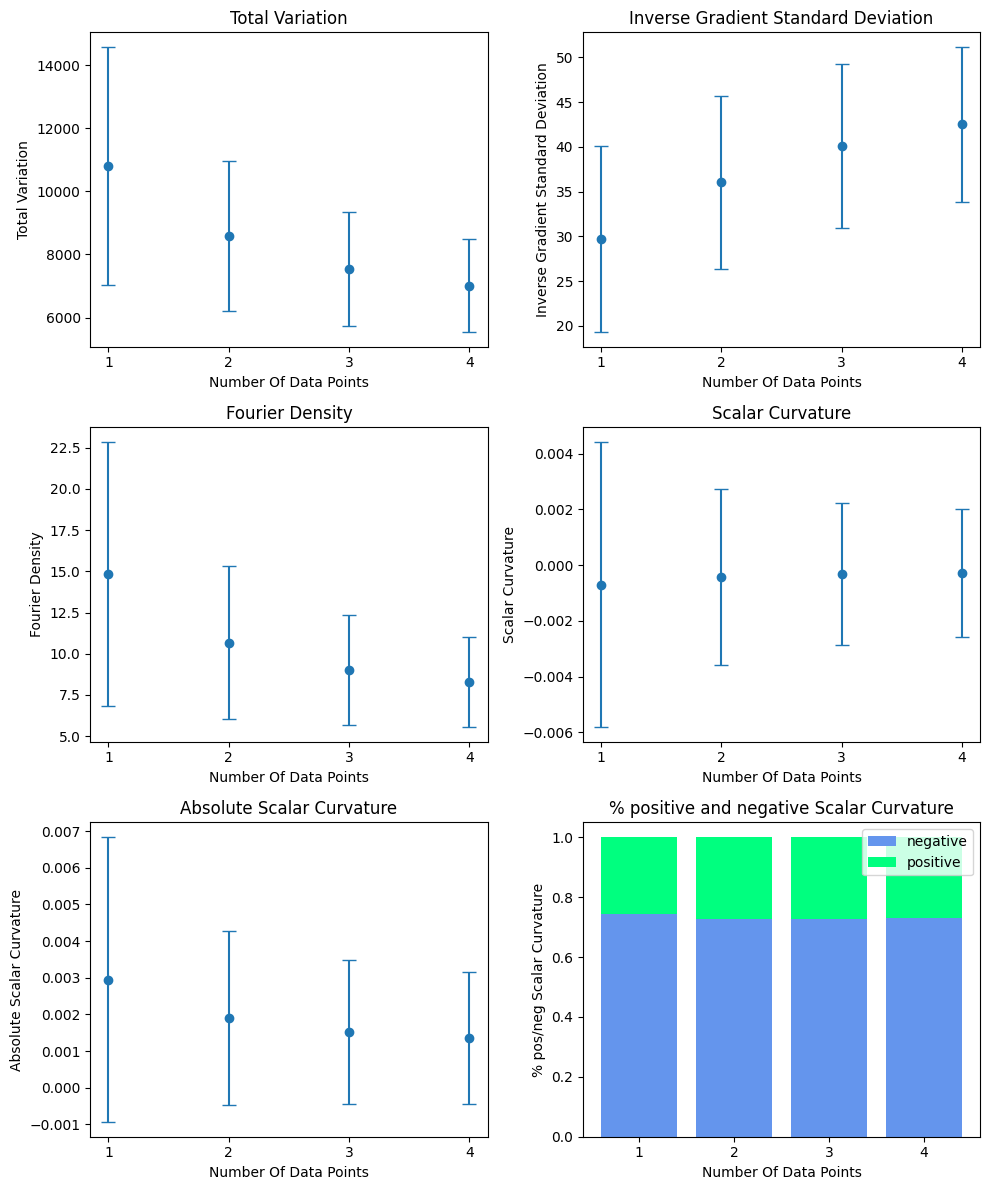 Total Variation
Total Variation
14000
12000
10000
8000
6000
1 2 3 4
Number Of Data Points
Inverse Gradient Standard Deviation
Inverse Gradient Standard Deviation
50
45
40
35
30
25
20
1 2 3 4
Number Of Data Points
Fourier Density
Fourier Density
22.5
20.0
17.5
15.0
12.5
10.0
7.5
5.0
1 2 3 4
Number Of Data Points
Scalar Curvature
Scalar Curvature
0.004
0.002
0.000
−0.002
−0.004
−0.006
1 2 3 4
Number Of Data Points
Absolute Scalar Curvature
Absolute Scalar Curvature
0.007
0.006
0.005
0.004
0.003
0.002
0.001
0.000
−0.001
1 2 3 4
Number Of Data Points
% positive and negative Scalar Curvature
% pos/neg Scalar Curvature
1.0
0.8
0.6
0.4
0.2
0.0
negative
positive
1 2 3 4
Number Of Data Points